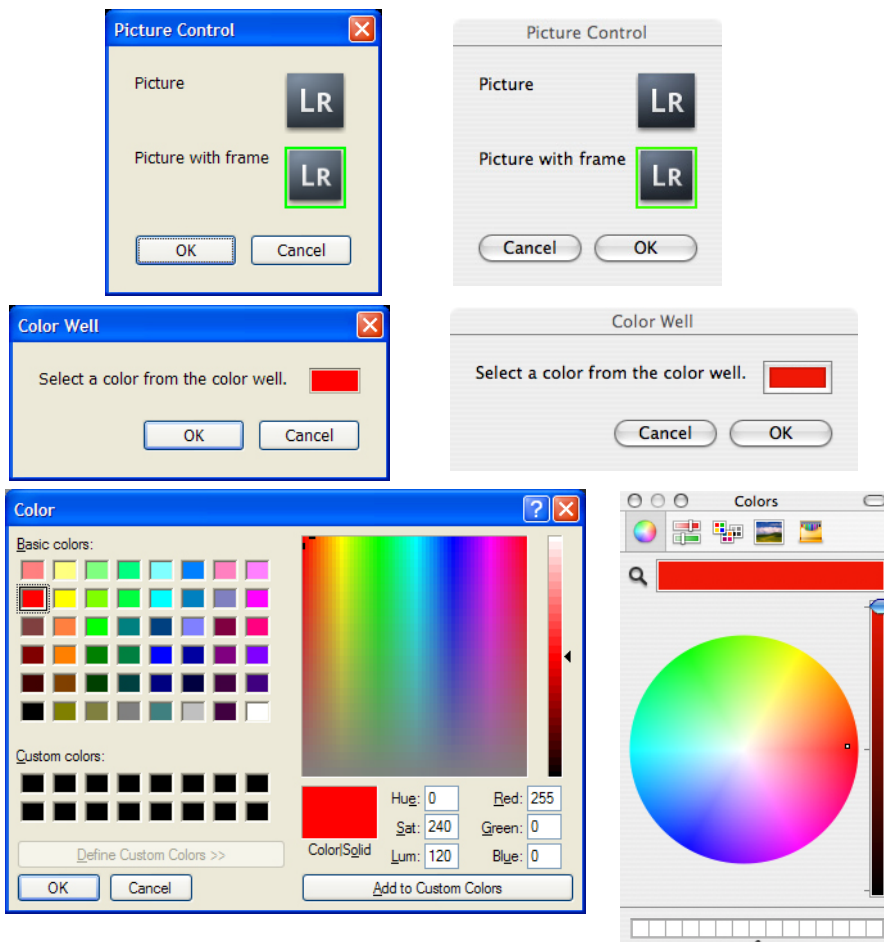 Picture Control
Picture
LR
Picture with frame
LR
OK Cancel
Picture Control
Picture
LR
Picture with frame
LR
Cancel OK
Color Well
Select a color from the color well.
OK Cancel
Color Well
Select a color from the color well.
Cancel OK
Color
Basic colors:
Custom colors:
Define Custom Colors >>
OK Cancel
Color|Solid
Hue: 0 Red: 255
Sat: 240 Green: 0
Lum: 120 Blue: 0
Add to Custom Colors
Colors